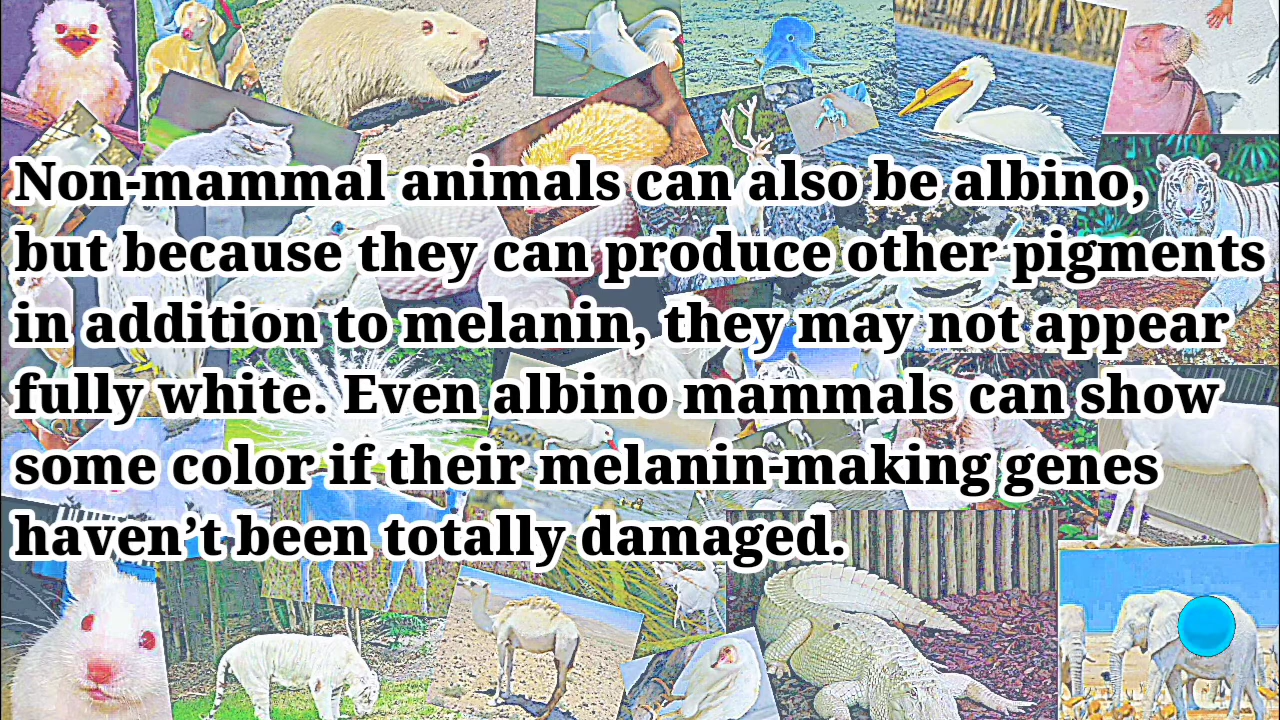 Non-mammal animals can also be albino,
but because they can produce other pigments
in addition to melanin, they may not appear
fully white. Even albino mammals can show
some color if their melanin-making genes
haven’t been totally damaged.